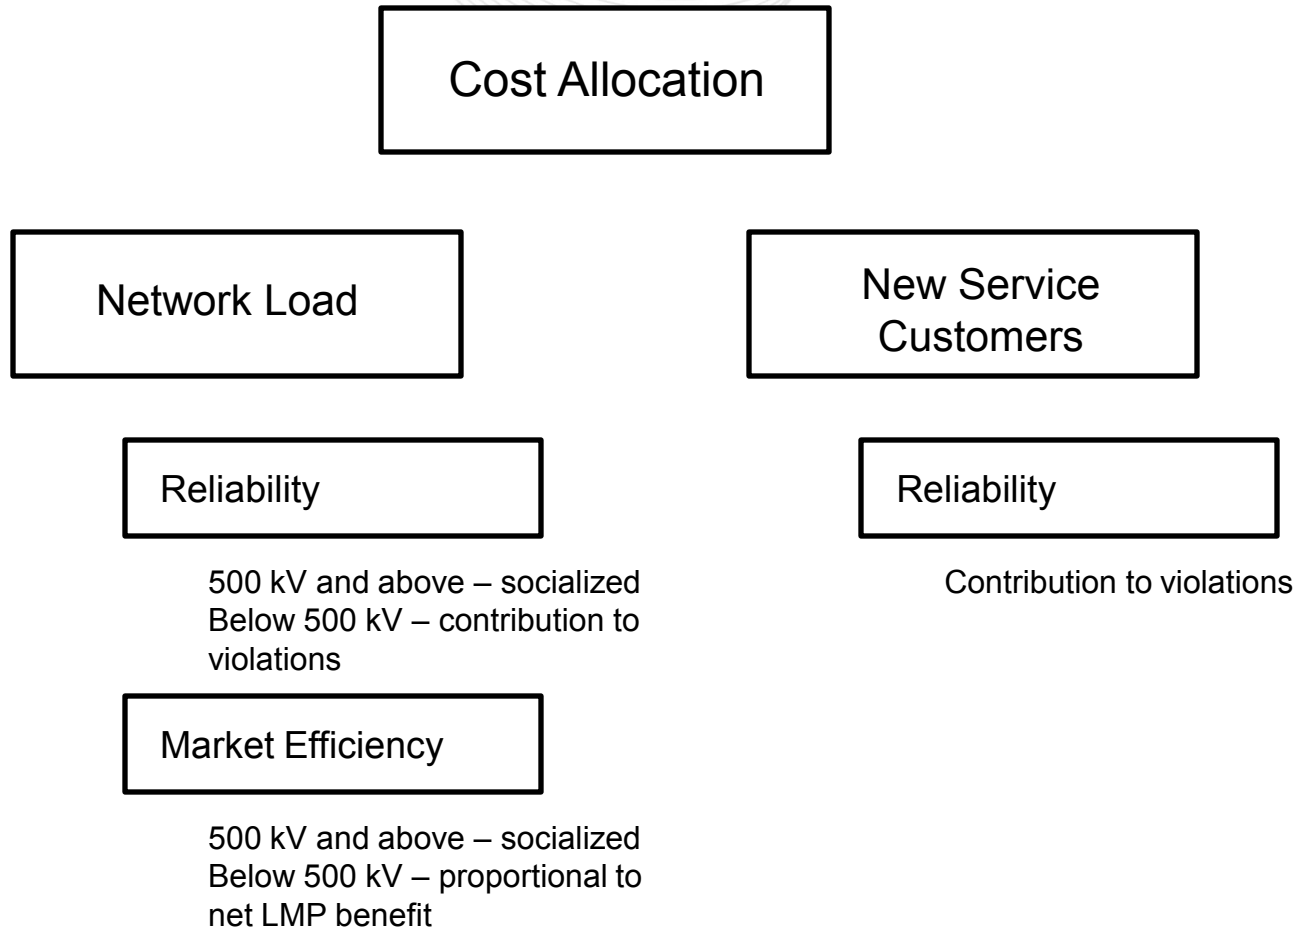 Cost Allocation
Network Load
New Service
Customers
Reliability
500 kV and above – socialized
Below 500 kV – contribution to
violations
Market Efficiency
500 kV and above – socialized
Below 500 kV – proportional to
net LMP benefit
Reliability
Contribution to violations